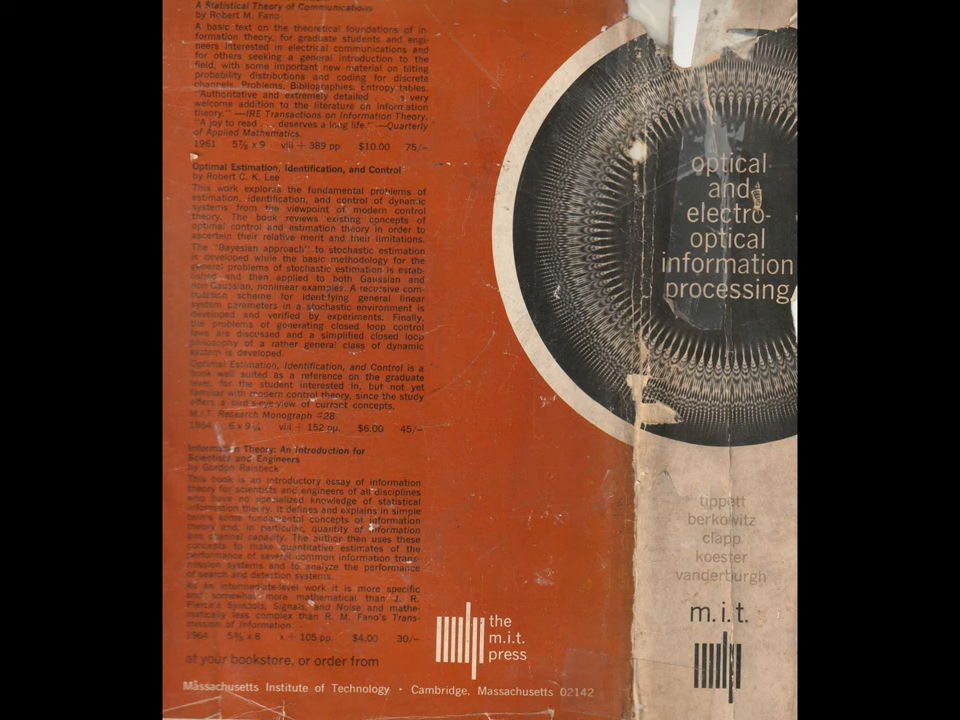 A Statistical Theory of Communications
by Robert M. Fano
A basic text on the theoretical foundations of in-
formation theory, for graduate students and engi-
neers interested in electrical communications and
for others seeking a general introduction to the
field, with some important new material on tilting
probability distributions and coding for discrete
channels. Problems. Bibliographies. Entropy tables.
"Authoritative and extremely detailed . . . a very
welcome addition to the literature on information
theory." —IRE Transactions on Information Theory.
"A joy to read . . . deserves a long life." —Quarterly
of Applied Mathematics.
1961 5⅞ x 9 viii + 389 pp. $10.00 75/–
Optimal Estimation, Identification, and Control
by Robert C. K. Lee
This work explores the fundamental problems of
estimation, identification, and control of dynamic
systems from the viewpoint of modern control
theory. The book reviews existing concepts of
optimal control and estimation theory in order to
ascertain their relative merit and their limitations.
The "Bayesian approach" to stochastic estimation
is developed while the basic methodology for the
general problems of stochastic estimation is estab-
lished and then applied to both Gaussian and
non Gaussian, nonlinear examples. A recursive com-
putation scheme for identifying general linear
system parameters in a stochastic environment is
developed and verified by experiments. Finally,
the problems of generating closed loop control
laws are discussed and a simplified closed loop
philosophy of a rather general class of dynamic
system is developed.
Optimal Estimation, Identification, and Control is a
book well suited as a reference on the graduate
level, for the student interested in, but not yet
familiar with modern control theory, since the study
offers a bird's-eye view of current concepts.
M.I.T. Research Monograph #28
1964 6 x 9¼ viii + 152 pp. $6.00 45/–
Information Theory: An Introduction for
Scientists and Engineers
by Gordon Raisbeck
This book is an introductory essay of information
theory for scientists and engineers of all disciplines
who have no specialized knowledge of statistical
information theory. It defines and explains in simple
terms some fundamental concepts of information
theory and, in particular, quantity of information
and channel capacity. The author then uses these
concepts to make quantitative estimates of the
performance of several common information trans-
mission systems and to analyze the performance
of search and detection systems.
As an intermediate-level work it is more specific
and somewhat more mathematical than J. R.
Pierce's Symbols, Signals, and Noise and mathe-
matically less complex than R. M. Fano's Trans-
mission of Information.
1964 5⅜ x 8 x + 105 pp. $4.00 30/–
at your bookstore, or order from
the
m.i.t.
press
Massachusetts Institute of Technology • Cambridge, Massachusetts 02142
optical
and
electro-
optical
information
processing
tippett
berkowitz
clapp
koester
vanderburgh
m.i.t.